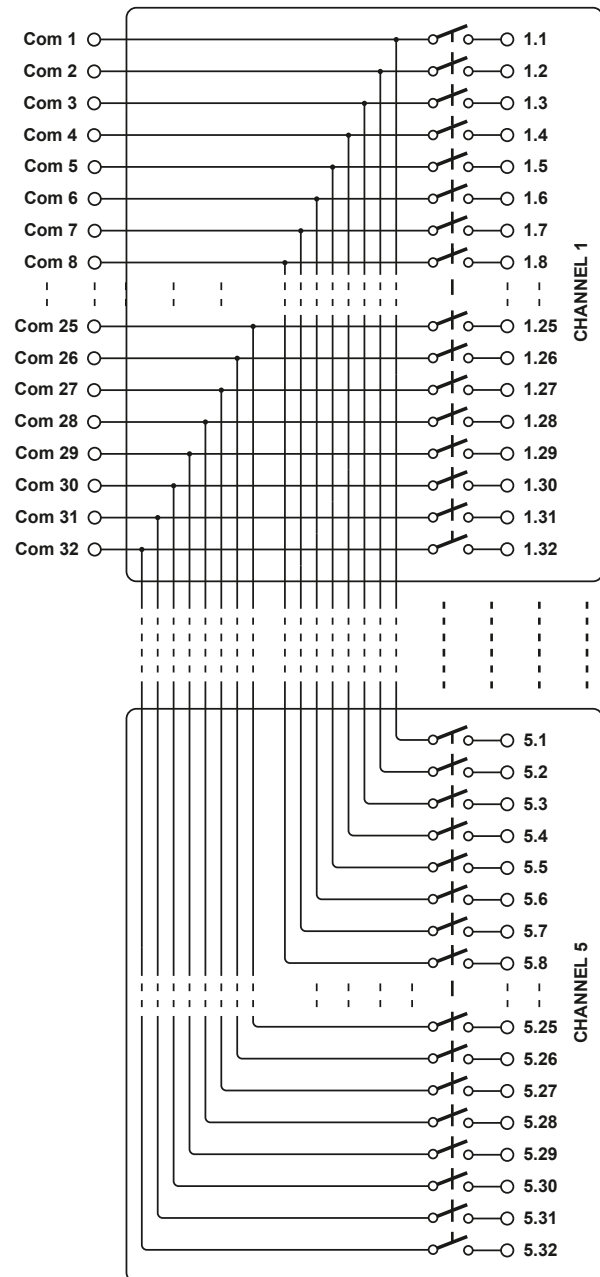 Com 1 1.1
Com 2 1.2
Com 3 1.3
Com 4 1.4
Com 5 1.5
Com 6 1.6
Com 7 1.7
Com 8 1.8
CHANNEL 1
Com 25 1.25
Com 26 1.26
Com 27 1.27
Com 28 1.28
Com 29 1.29
Com 30 1.30
Com 31 1.31
Com 32 1.32
5.1
5.2
5.3
5.4
5.5
5.6
5.7
5.8
CHANNEL 5
5.25
5.26
5.27
5.28
5.29
5.30
5.31
5.32